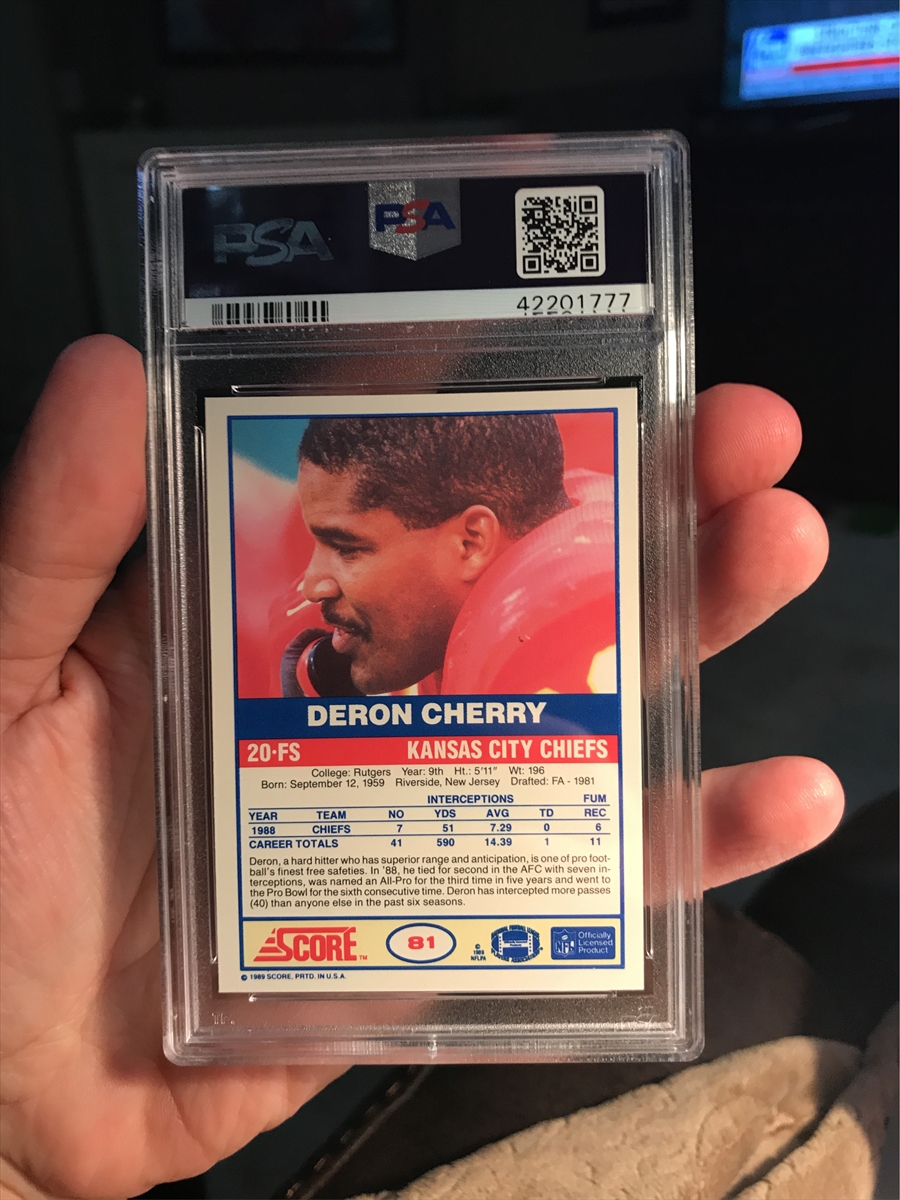 PSA
PSA
42201777
DERON CHERRY
20•FS KANSAS CITY CHIEFS
College: Rutgers Year: 9th Ht.: 5'11" Wt: 196
Born: September 12, 1959 Riverside, New Jersey Drafted: FA - 1981
INTERCEPTIONS FUM
YEAR TEAM NO YDS AVG TD REC
1988 CHIEFS 7 51 7.29 0 6
CAREER TOTALS 41 590 14.39 1 11
Deron, a hard hitter who has superior range and anticipation, is one of pro foot-
ball's finest free safeties. In '88, he tied for second in the AFC with seven in-
terceptions, was named an All-Pro for the third time in five years and went to
the Pro Bowl for the sixth consecutive time. Deron has intercepted more passes
(40) than anyone else in the past six seasons.
SCORE™
81
©
1989
NFLPA
NFL
Officially
Licensed
Product
© 1989 SCORE, PRTD. IN U.S.A.